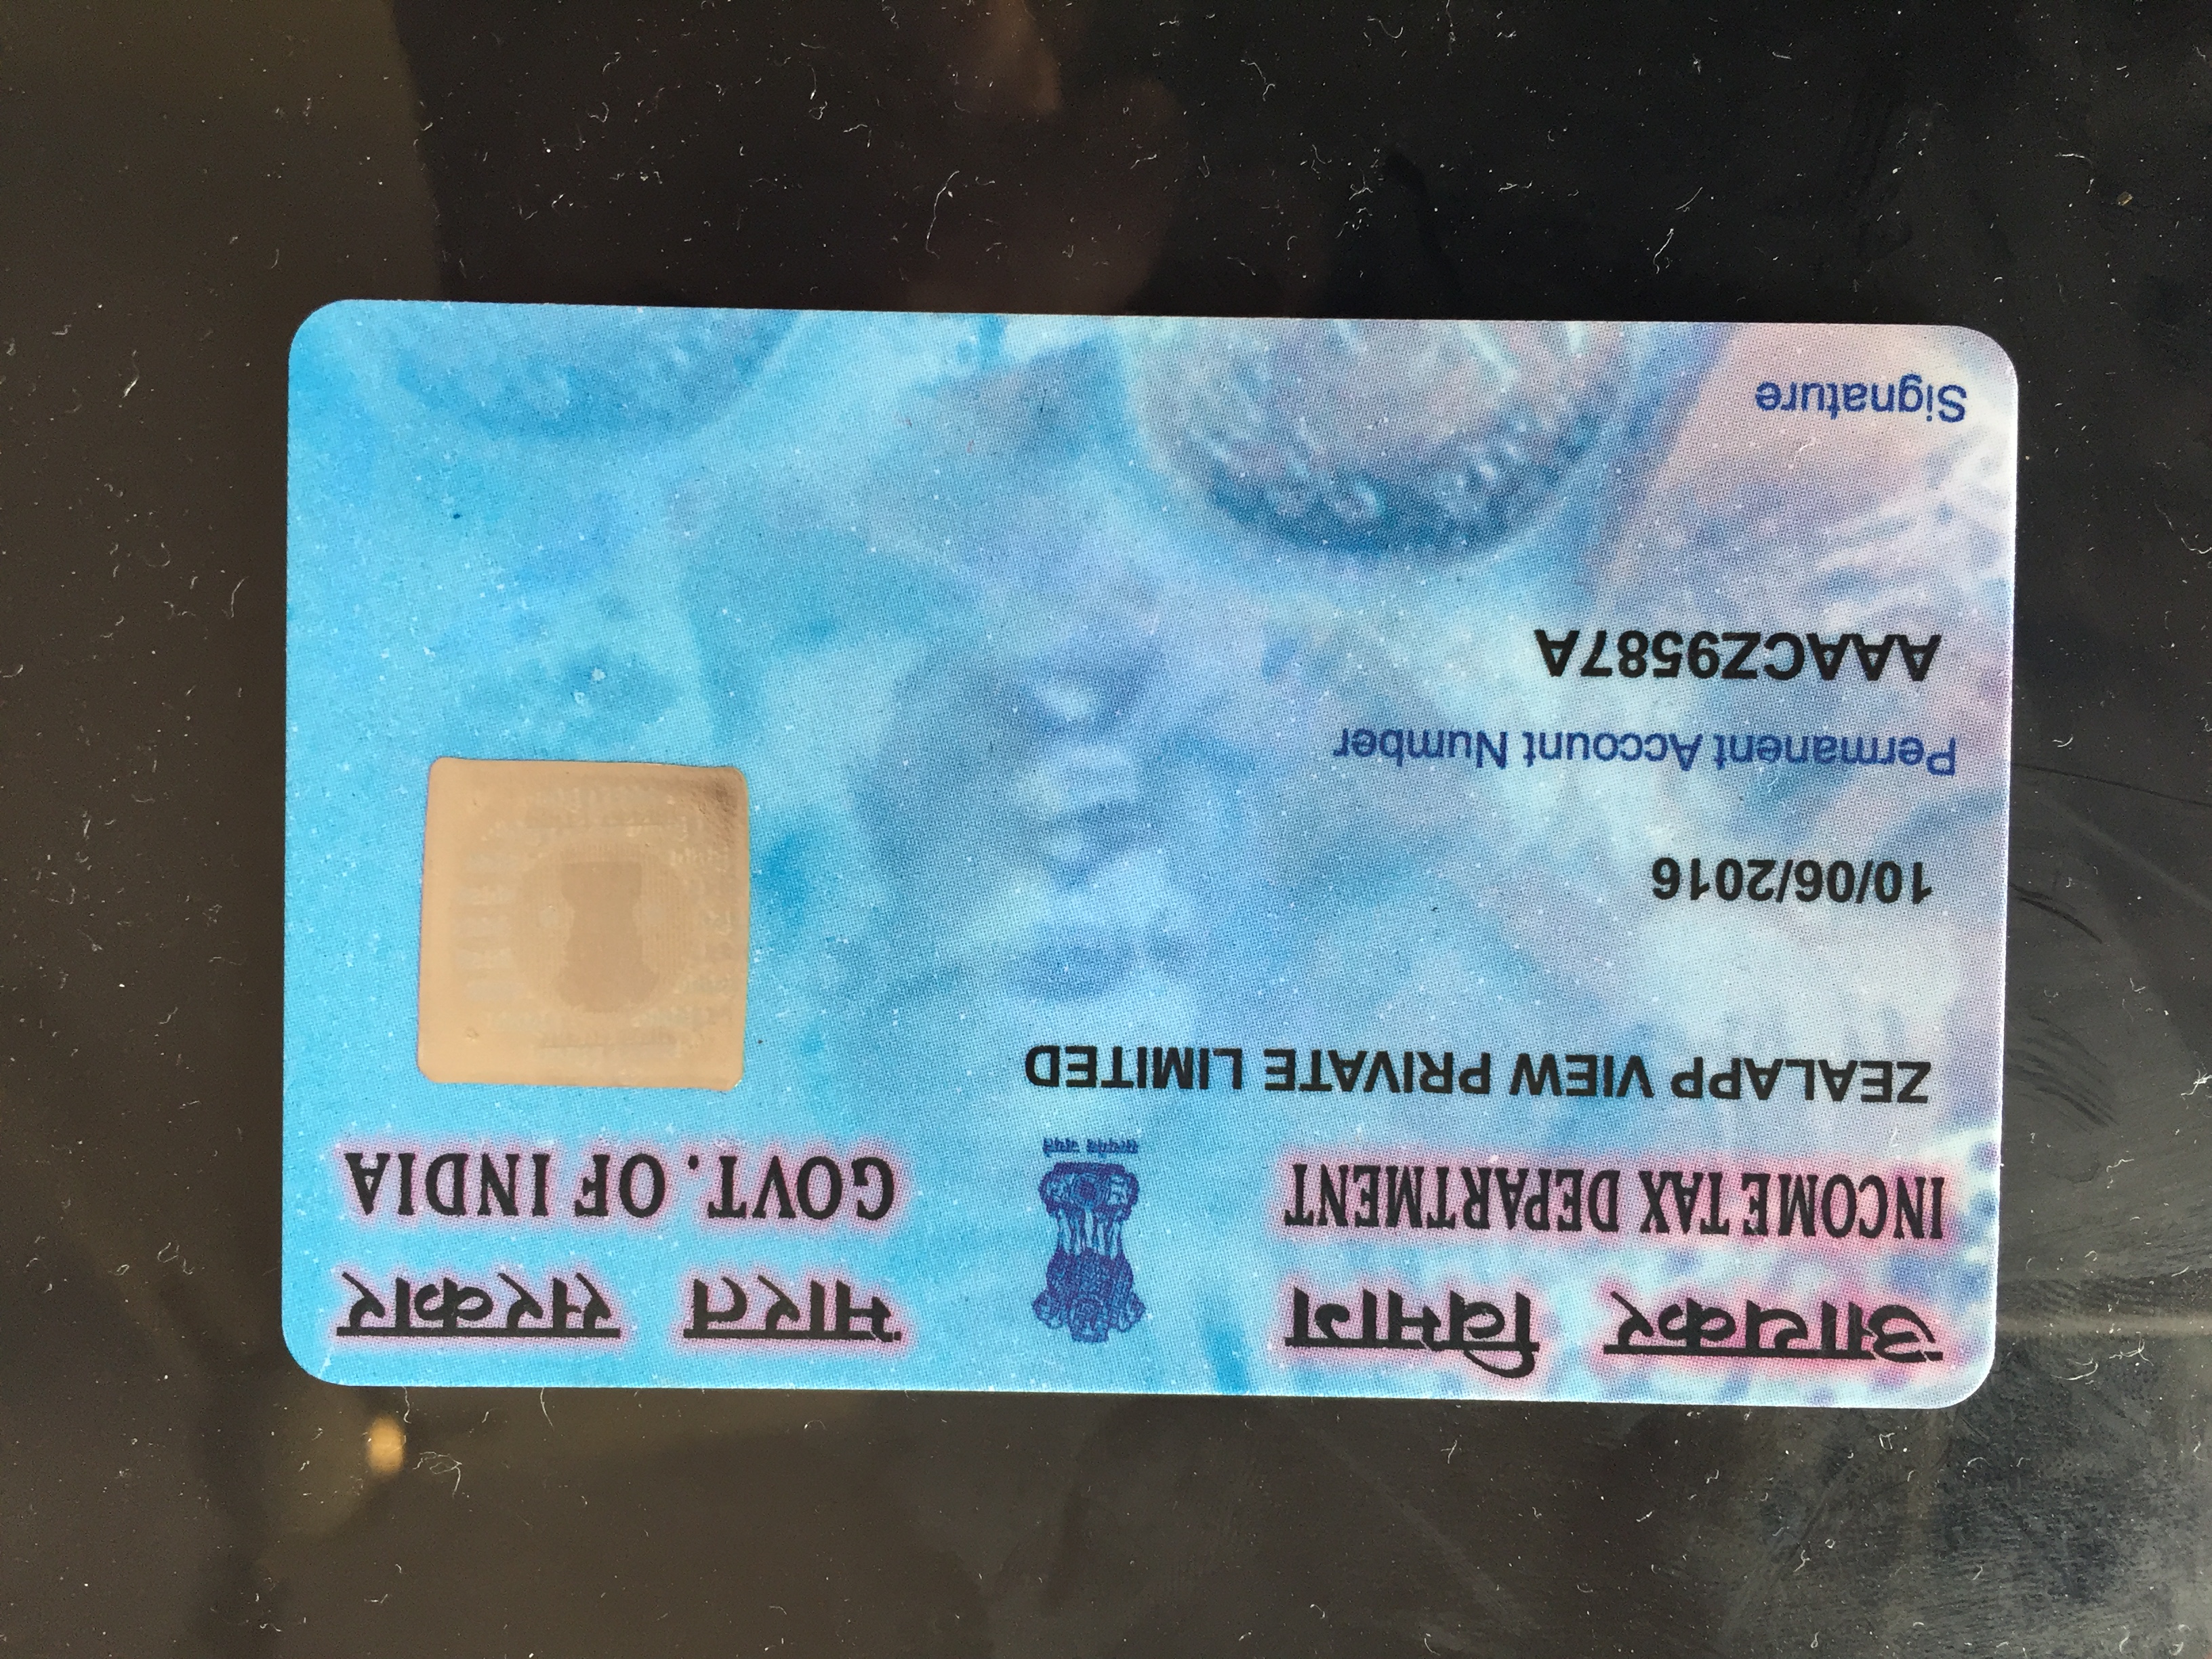 आयकर विभाग
INCOME TAX DEPARTMENT
सत्यमेव जयते
भारत सरकार
GOVT. OF INDIA
ZEALAPP VIEW PRIVATE LIMITED
10/06/2016
Permanent Account Number
AAACZ9587A
Signature